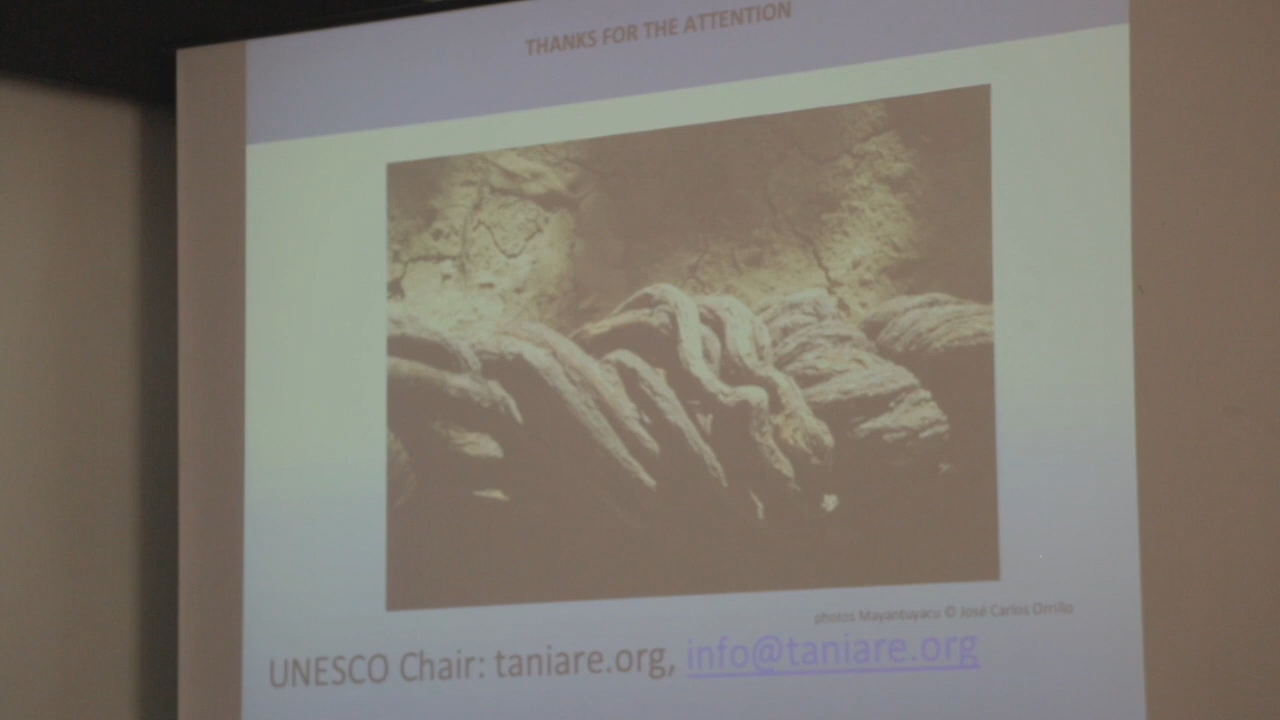 THANKS FOR THE ATTENTION
photos Mayantuyacu © José Carlos Orrillo
UNESCO Chair: taniare.org, info@taniare.org